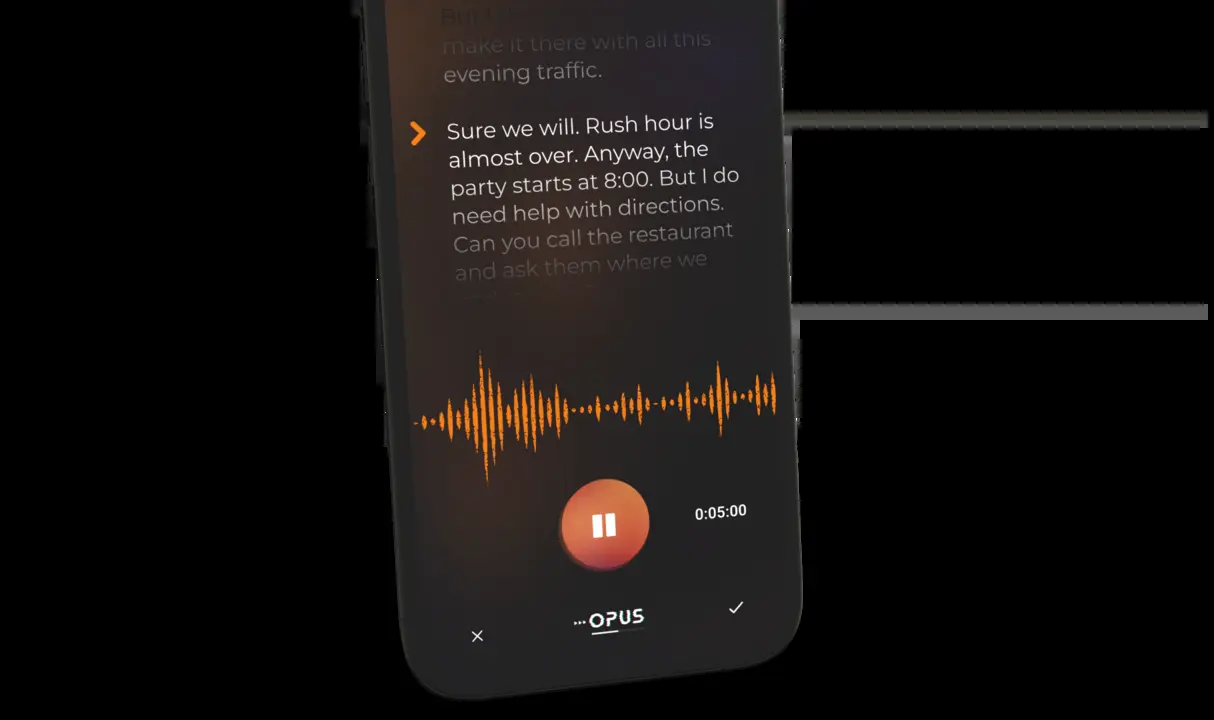 But I
make it there with all this
evening traffic.
Sure we will. Rush hour is
almost over. Anyway, the
party starts at 8:00. But I do
need help with directions.
Can you call the restaurant
and ask them where we
0:05:00
OPUS